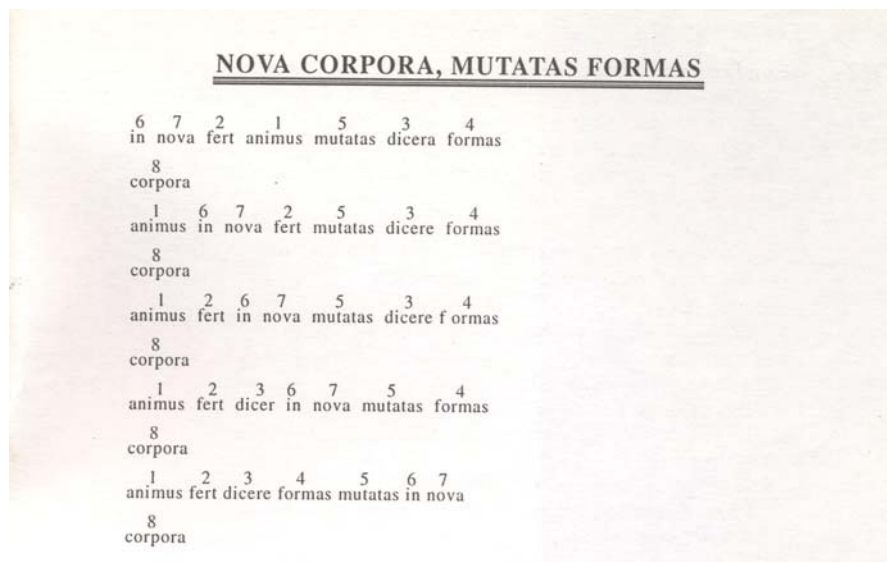 NOVA CORPORA, MUTATAS FORMAS
6 7 2 1 5 3 4
in nova fert animus mutatas dicera formas
8
corpora
1 6 7 2 5 3 4
animus in nova fert mutatas dicere formas
8
corpora
1 2 6 7 5 3 4
animus fert in nova mutatas dicere f ormas
8
corpora
1 2 3 6 7 5 4
animus fert dicer in nova mutatas formas
8
corpora
1 2 3 4 5 6 7
animus fert dicere formas mutatas in nova
8
corpora